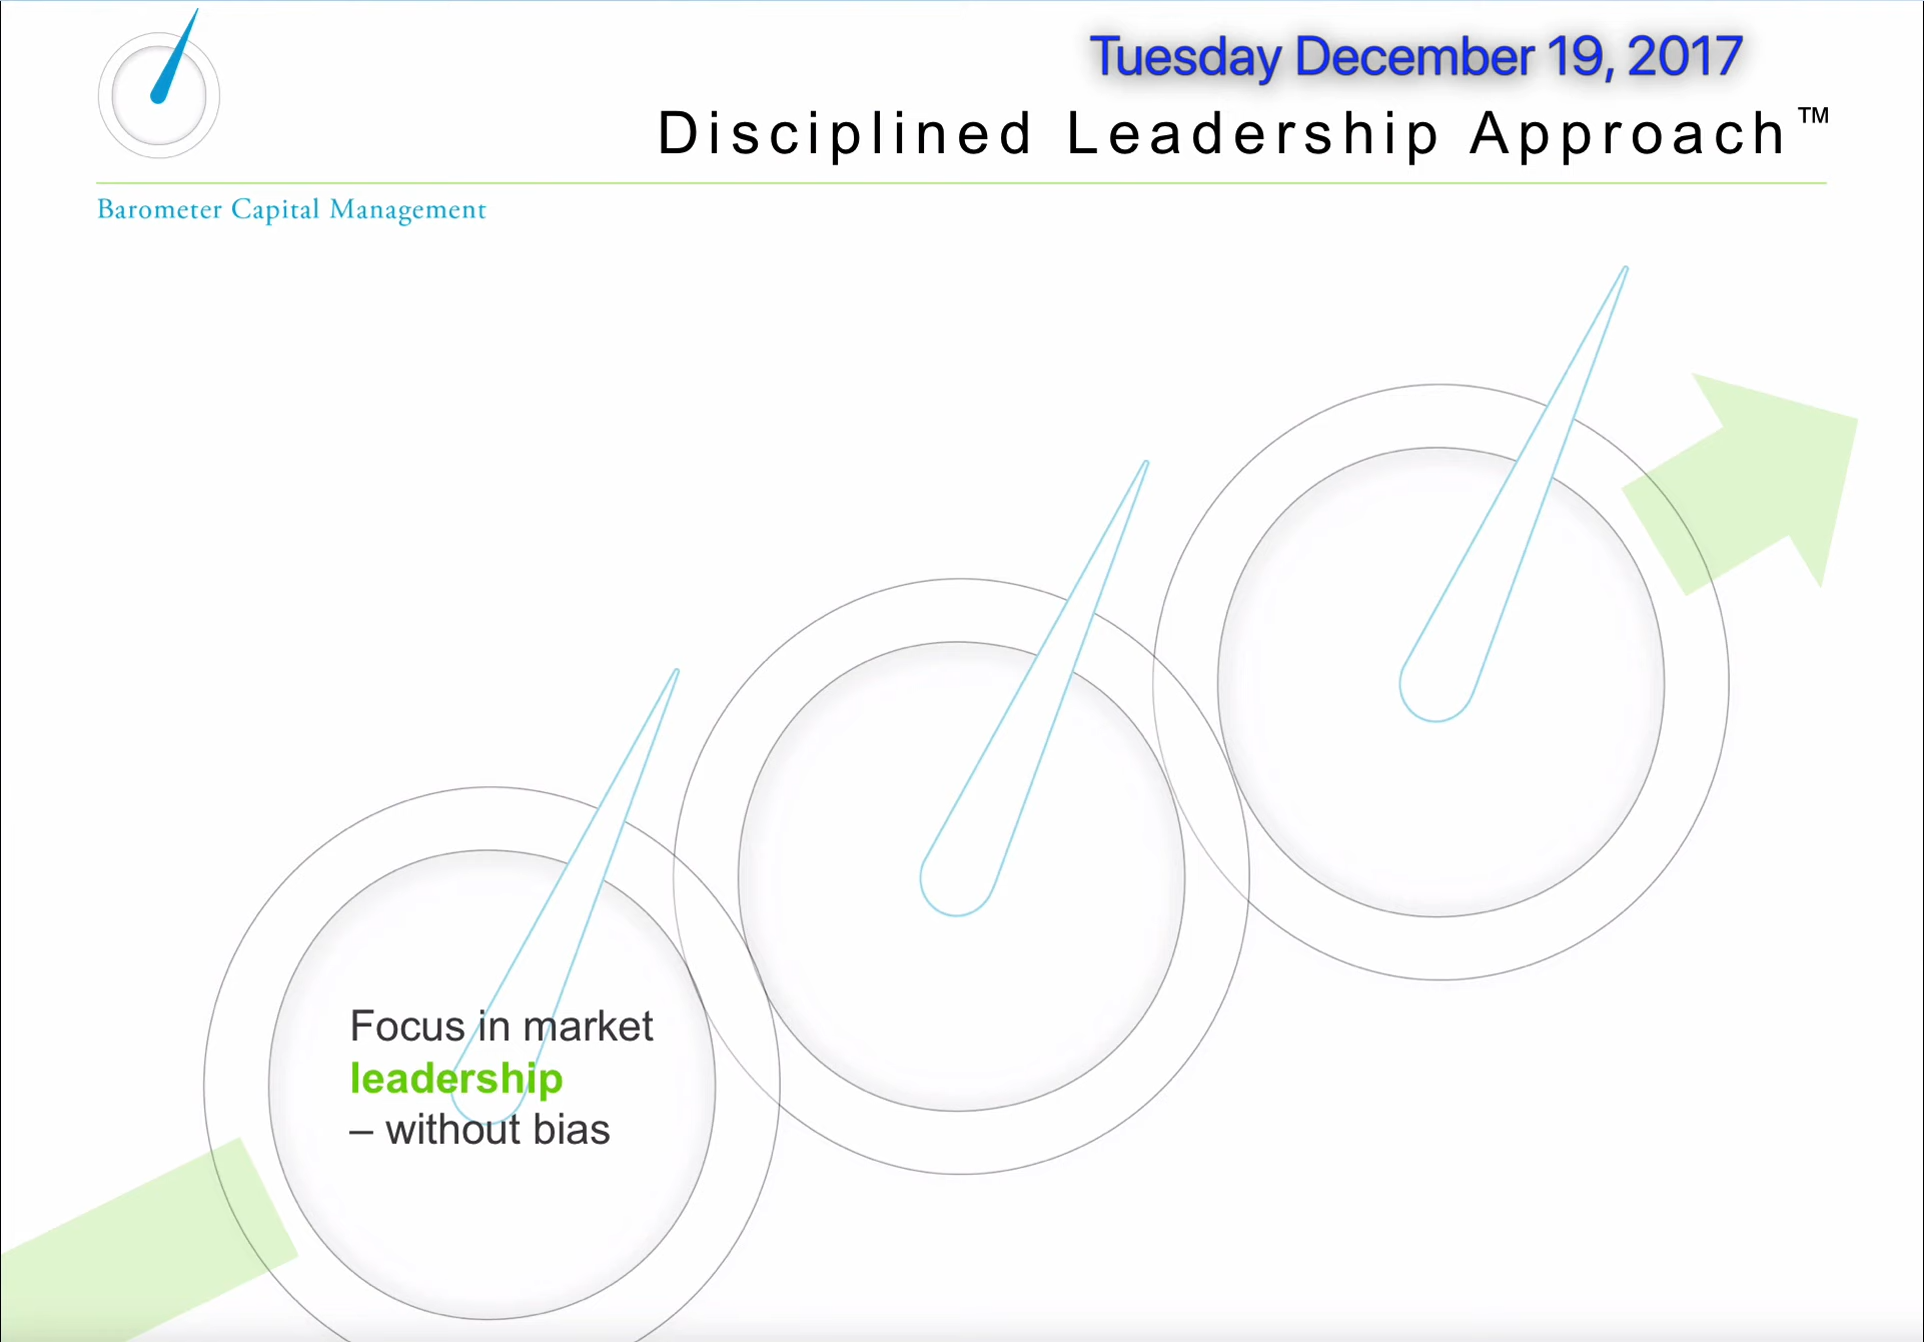 Tuesday December 19, 2017
Disciplined Leadership Approach™
Barometer Capital Management
Focus in market
leadership
– without bias